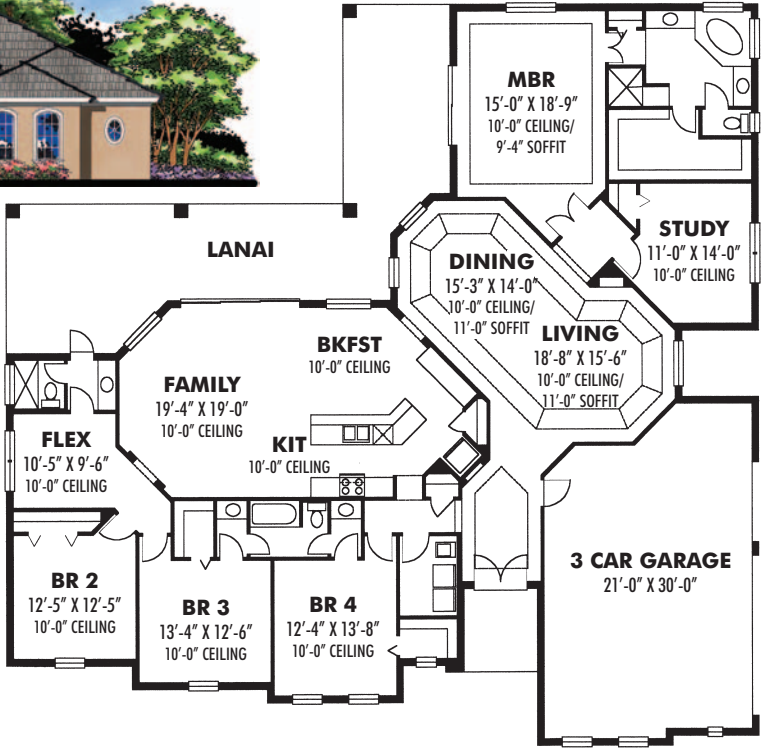 MBR
15'-0" X 18'-9"
10'-0" CEILING/
9'-4" SOFFIT
STUDY
11'-0" X 14'-0"
10'-0" CEILING
LANAI
DINING
15'-3" X 14'-0"
10'-0" CEILING/
11'-0" SOFFIT
LIVING
18'-8" X 15'-6"
10'-0" CEILING/
11'-0" SOFFIT
BKFST
10'-0" CEILING
FAMILY
19'-4" X 19'-0"
10'-0" CEILING
KIT
10'-0" CEILING
FLEX
10'-5" X 9'-6"
10'-0" CEILING
BR 2
12'-5" X 12'-5"
10'-0" CEILING
BR 3
13'-4" X 12'-6"
10'-0" CEILING
BR 4
12'-4" X 13'-8"
10'-0" CEILING
3 CAR GARAGE
21'-0" X 30'-0"